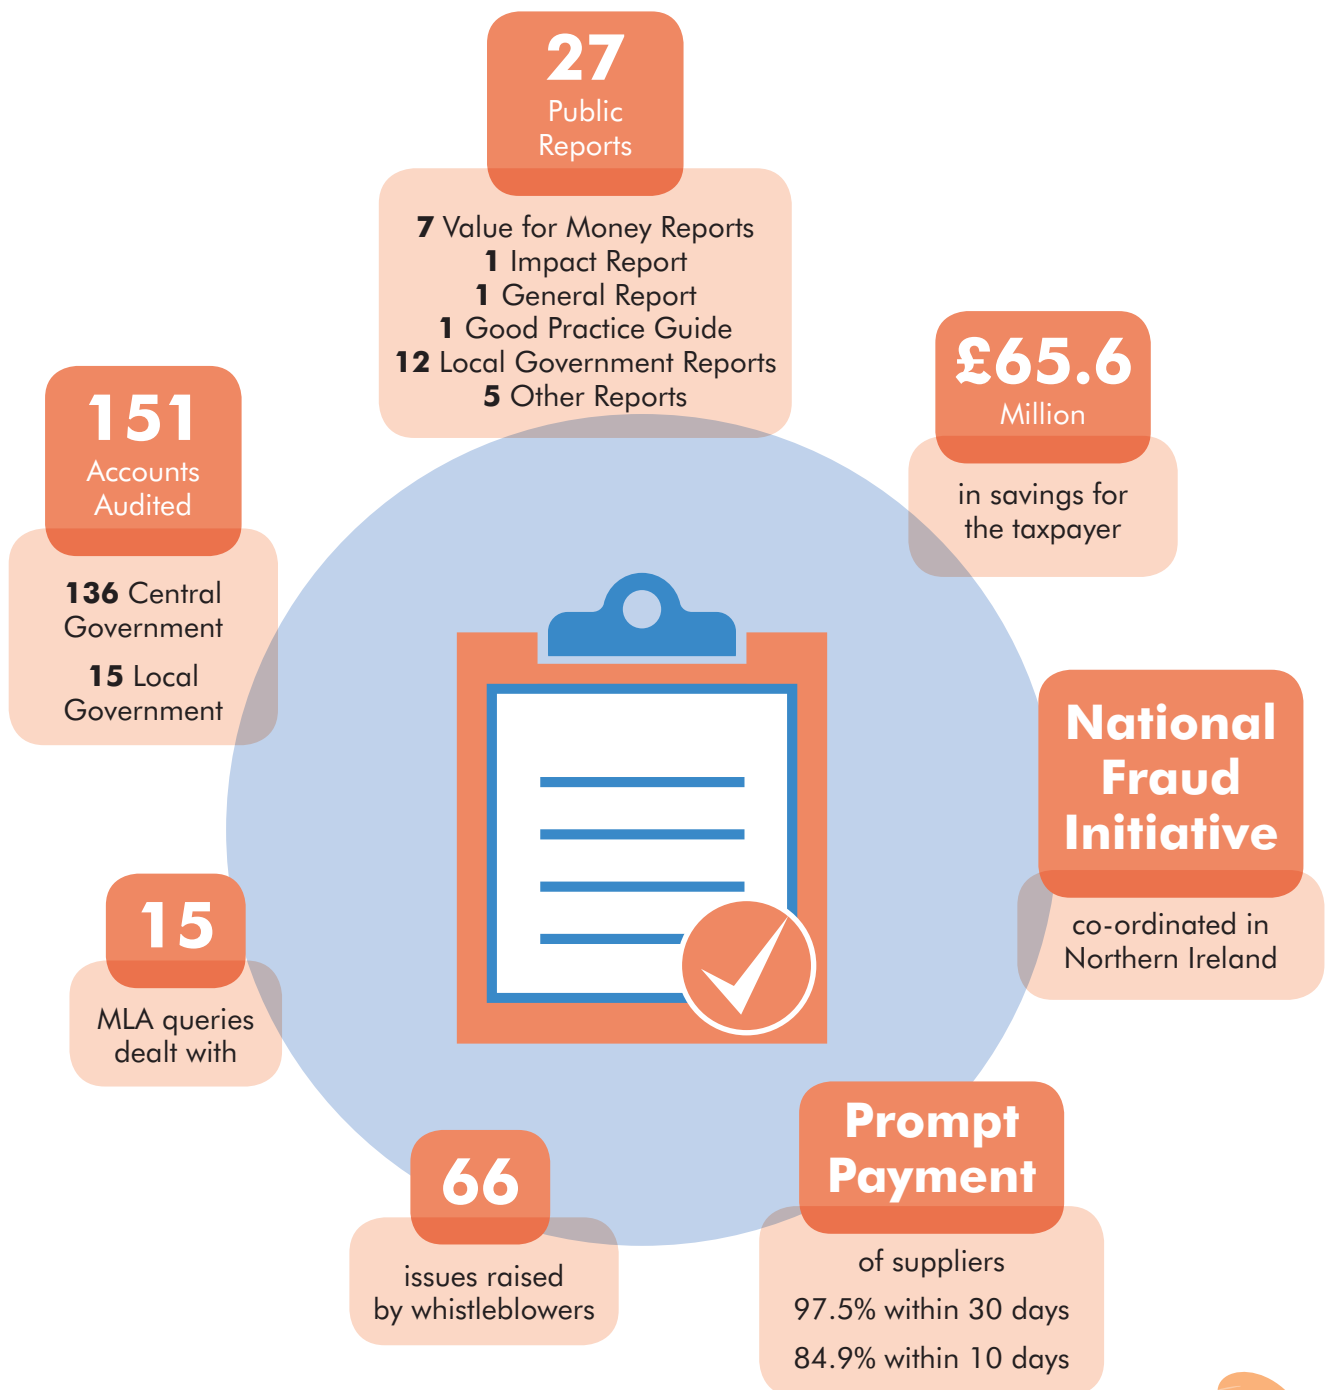 27
Public
Reports
7 Value for Money Reports
1 Impact Report
1 General Report
1 Good Practice Guide
12 Local Government Reports
5 Other Reports
£65.6
Million
in savings for
the taxpayer
151
Accounts
Audited
136 Central
Government
15 Local
Government
National
Fraud
Initiative
co-ordinated in
Northern Ireland
15
MLA queries
dealt with
Prompt
Payment
of suppliers
97.5% within 30 days
84.9% within 10 days
66
issues raised
by whistleblowers